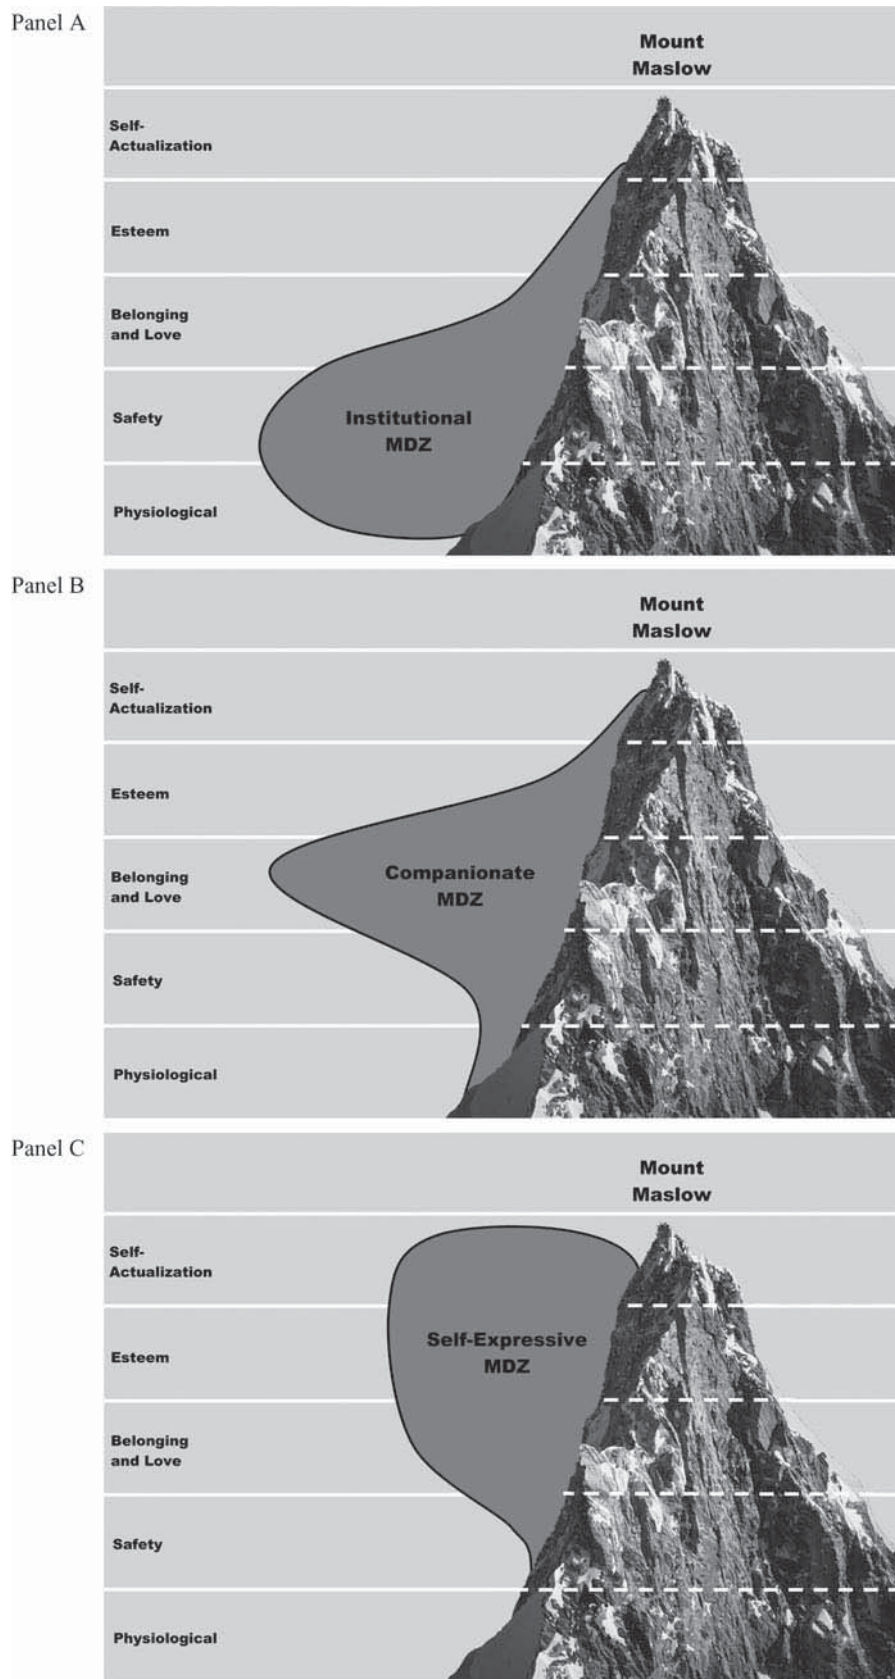 Panel A
Mount
Maslow
Self-
Actualization
Esteem
Belonging
and Love
Safety
Institutional
MDZ
Physiological
Panel B
Mount
Maslow
Self-
Actualization
Esteem
Belonging
and Love
Companionate
MDZ
Safety
Physiological
Panel C
Mount
Maslow
Self-
Actualization
Esteem
Self-Expressive
MDZ
Belonging
and Love
Safety
Physiological